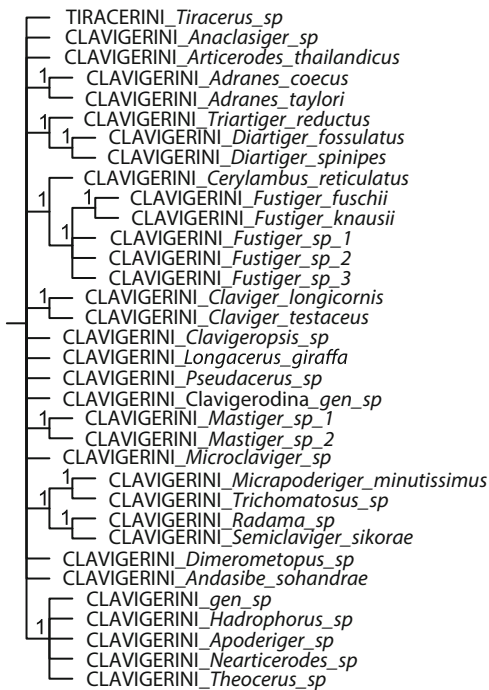 TIRACERINI_Tiracerus_sp
CLAVIGERINI_Anaclasiger_sp
CLAVIGERINI_Articerodes_thailandicus
1 CLAVIGERINI_Adranes_coecus
CLAVIGERINI_Adranes_taylori
1 CLAVIGERINI_Triartiger_reductus
1 CLAVIGERINI_Diartiger_fossulatus
CLAVIGERINI_Diartiger_spinipes
CLAVIGERINI_Cerylambus_reticulatus
1 1 CLAVIGERINI_Fustiger_fuschii
CLAVIGERINI_Fustiger_knausii
1 CLAVIGERINI_Fustiger_sp_1
CLAVIGERINI_Fustiger_sp_2
CLAVIGERINI_Fustiger_sp_3
1 CLAVIGERINI_Claviger_longicornis
CLAVIGERINI_Claviger_testaceus
CLAVIGERINI_Clavigeropsis_sp
CLAVIGERINI_Longacerus_giraffa
CLAVIGERINI_Pseudacerus_sp
CLAVIGERINI_Clavigerodina_gen_sp
1 CLAVIGERINI_Mastiger_sp_1
CLAVIGERINI_Mastiger_sp_2
CLAVIGERINI_Microclaviger_sp
1 CLAVIGERINI_Micrapoderiger_minutissimus
1 CLAVIGERINI_Trichomatosus_sp
1 CLAVIGERINI_Radama_sp
CLAVIGERINI_Semiclaviger_sikorae
CLAVIGERINI_Dimerometopus_sp
CLAVIGERINI_Andasibe_sohandrae
CLAVIGERINI_gen_sp
1 CLAVIGERINI_Hadrophorus_sp
CLAVIGERINI_Apoderiger_sp
CLAVIGERINI_Nearticerodes_sp
CLAVIGERINI_Theocerus_sp